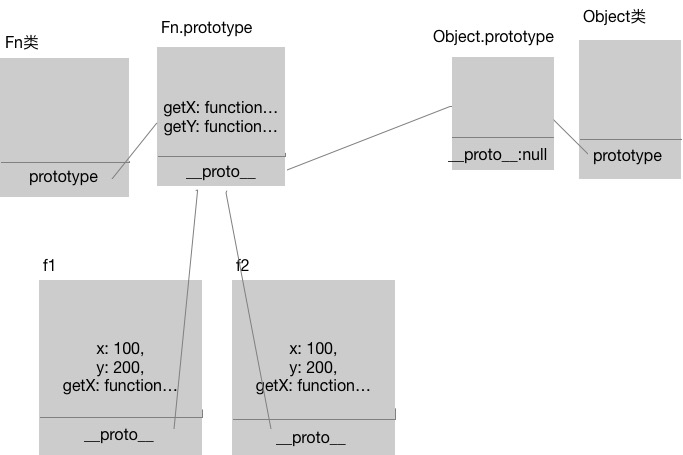 Fn类
Fn.prototype
Object.prototype
Object类
getX: function…
getY: function…
prototype
__proto__
__proto__:null
prototype
f1
f2
x: 100,
y: 200,
getX: function…
__proto__
x: 100,
y: 200,
getX: function…
__proto__